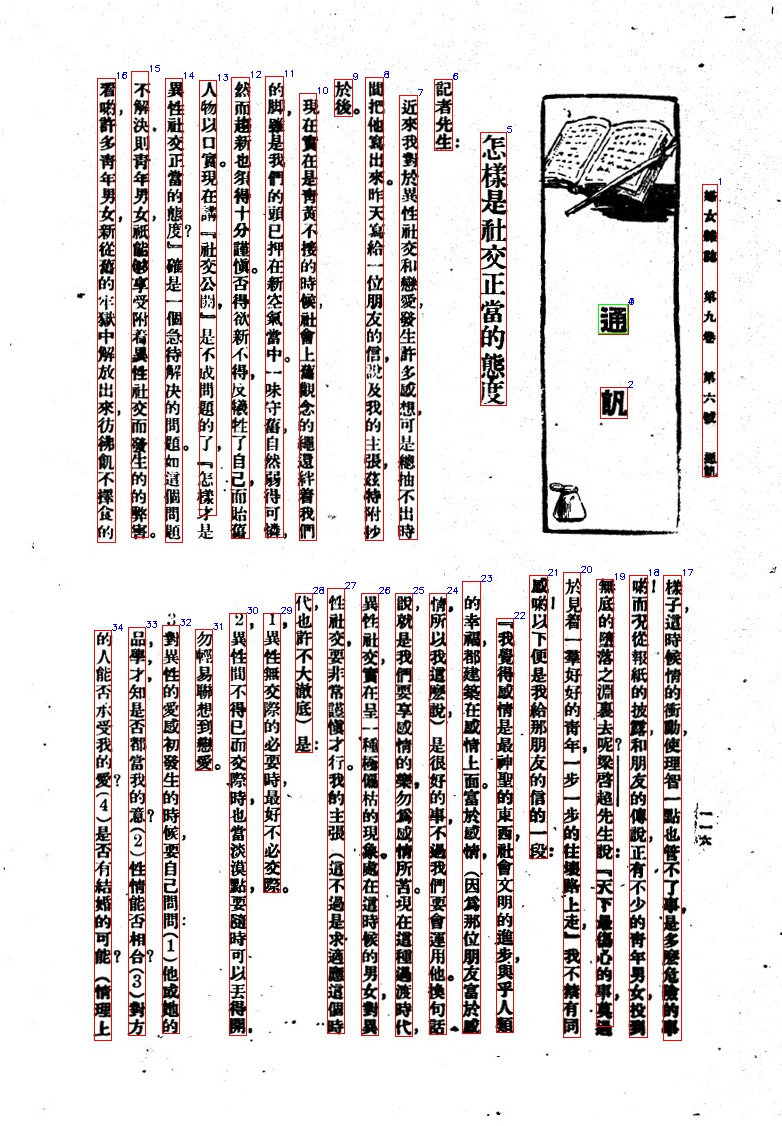 婦女雜誌　第九卷　第六號　通訊
通訊
怎樣是社交正當的態度
記者先生：
近來我對於異性社交和戀愛發生許多感想，可是總抽不出時
間把他寫出來。昨天寫給一位朋友的信，說及我的主張，茲特附抄
於後。
現在實在是靑黃不接的時候，社會上舊觀念的繩還絆着我們
的脚，雖是我們的頭已押在新空氣當中。一味守舊，自然弱得可憐，
然而趨新也須得十分謹愼。否得欲新不得，反犧牲了自己而貽舊
人物以口實。現在講『社交公開』，是不成問題的了，『怎樣才是
異性社交正當的態度？』確是一個急待解決的問題。如這個問題
不解決，則靑年男女，祇能够享受附着異性社交而發生的的弊害。
看喲，許多靑年男女，新從舊的牢獄中解放出來，彷彿飢不擇食的
樣子，這時候情的衝動，使理智一點也管不了事，是多麼危險的事
喲！而況從報紙的披露，和朋友的傳說，正有不少的靑年男女，投到
無底的墮落之淵裏去呢？梁啓超先生說：『天下最傷心的事，莫過
於見着一羣好好的靑年，一步一步的往壞路上走。』我不禁有同
感喲！以下便是我給那朋友的信的一段：
『我覺得感情是最神聖的東西，社會文明的進步，與乎人類
的幸福，都建築在感情上面。富於感情（因爲那位朋友富於感
情，所以我這麼說）是很好的事，不過我們要會運用他。換句話
說，就是我們要享感情的樂，勿爲感情所苦。現在這種過渡時代，
異性社交，實在呈一種極偏枯的現象。處在這時候的男女，對異
性社交，要非常謹愼才行。我的主張（這不過是求適應這個時
代，也許不大澈底）是：
1 異性無交際的必要時，最好不必交際。
2 異性間不得已而交際時，也當淡漠點，要隨時可以丟得開，
勿輕易聯想到戀愛。
3 對異性的愛感初發生的時候，要自己問問：(1)他或她的
品，學，才，知，是否都當我的意？(2)性情能否相合？(3)對方
的人能否承受我的愛？(4)是否有結婚的可能？（情理上
一一六